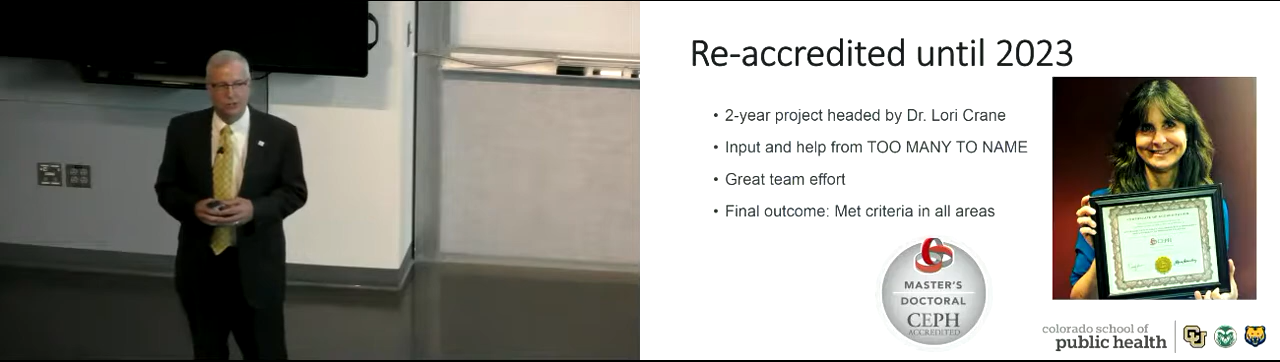 Re-accredited until 2023
• 2-year project headed by Dr. Lori Crane
• Input and help from TOO MANY TO NAME
• Great team effort
• Final outcome: Met criteria in all areas
CEPH
MASTER'S
DOCTORAL
CEPH
ACCREDITED
colorado school of
public health
CU